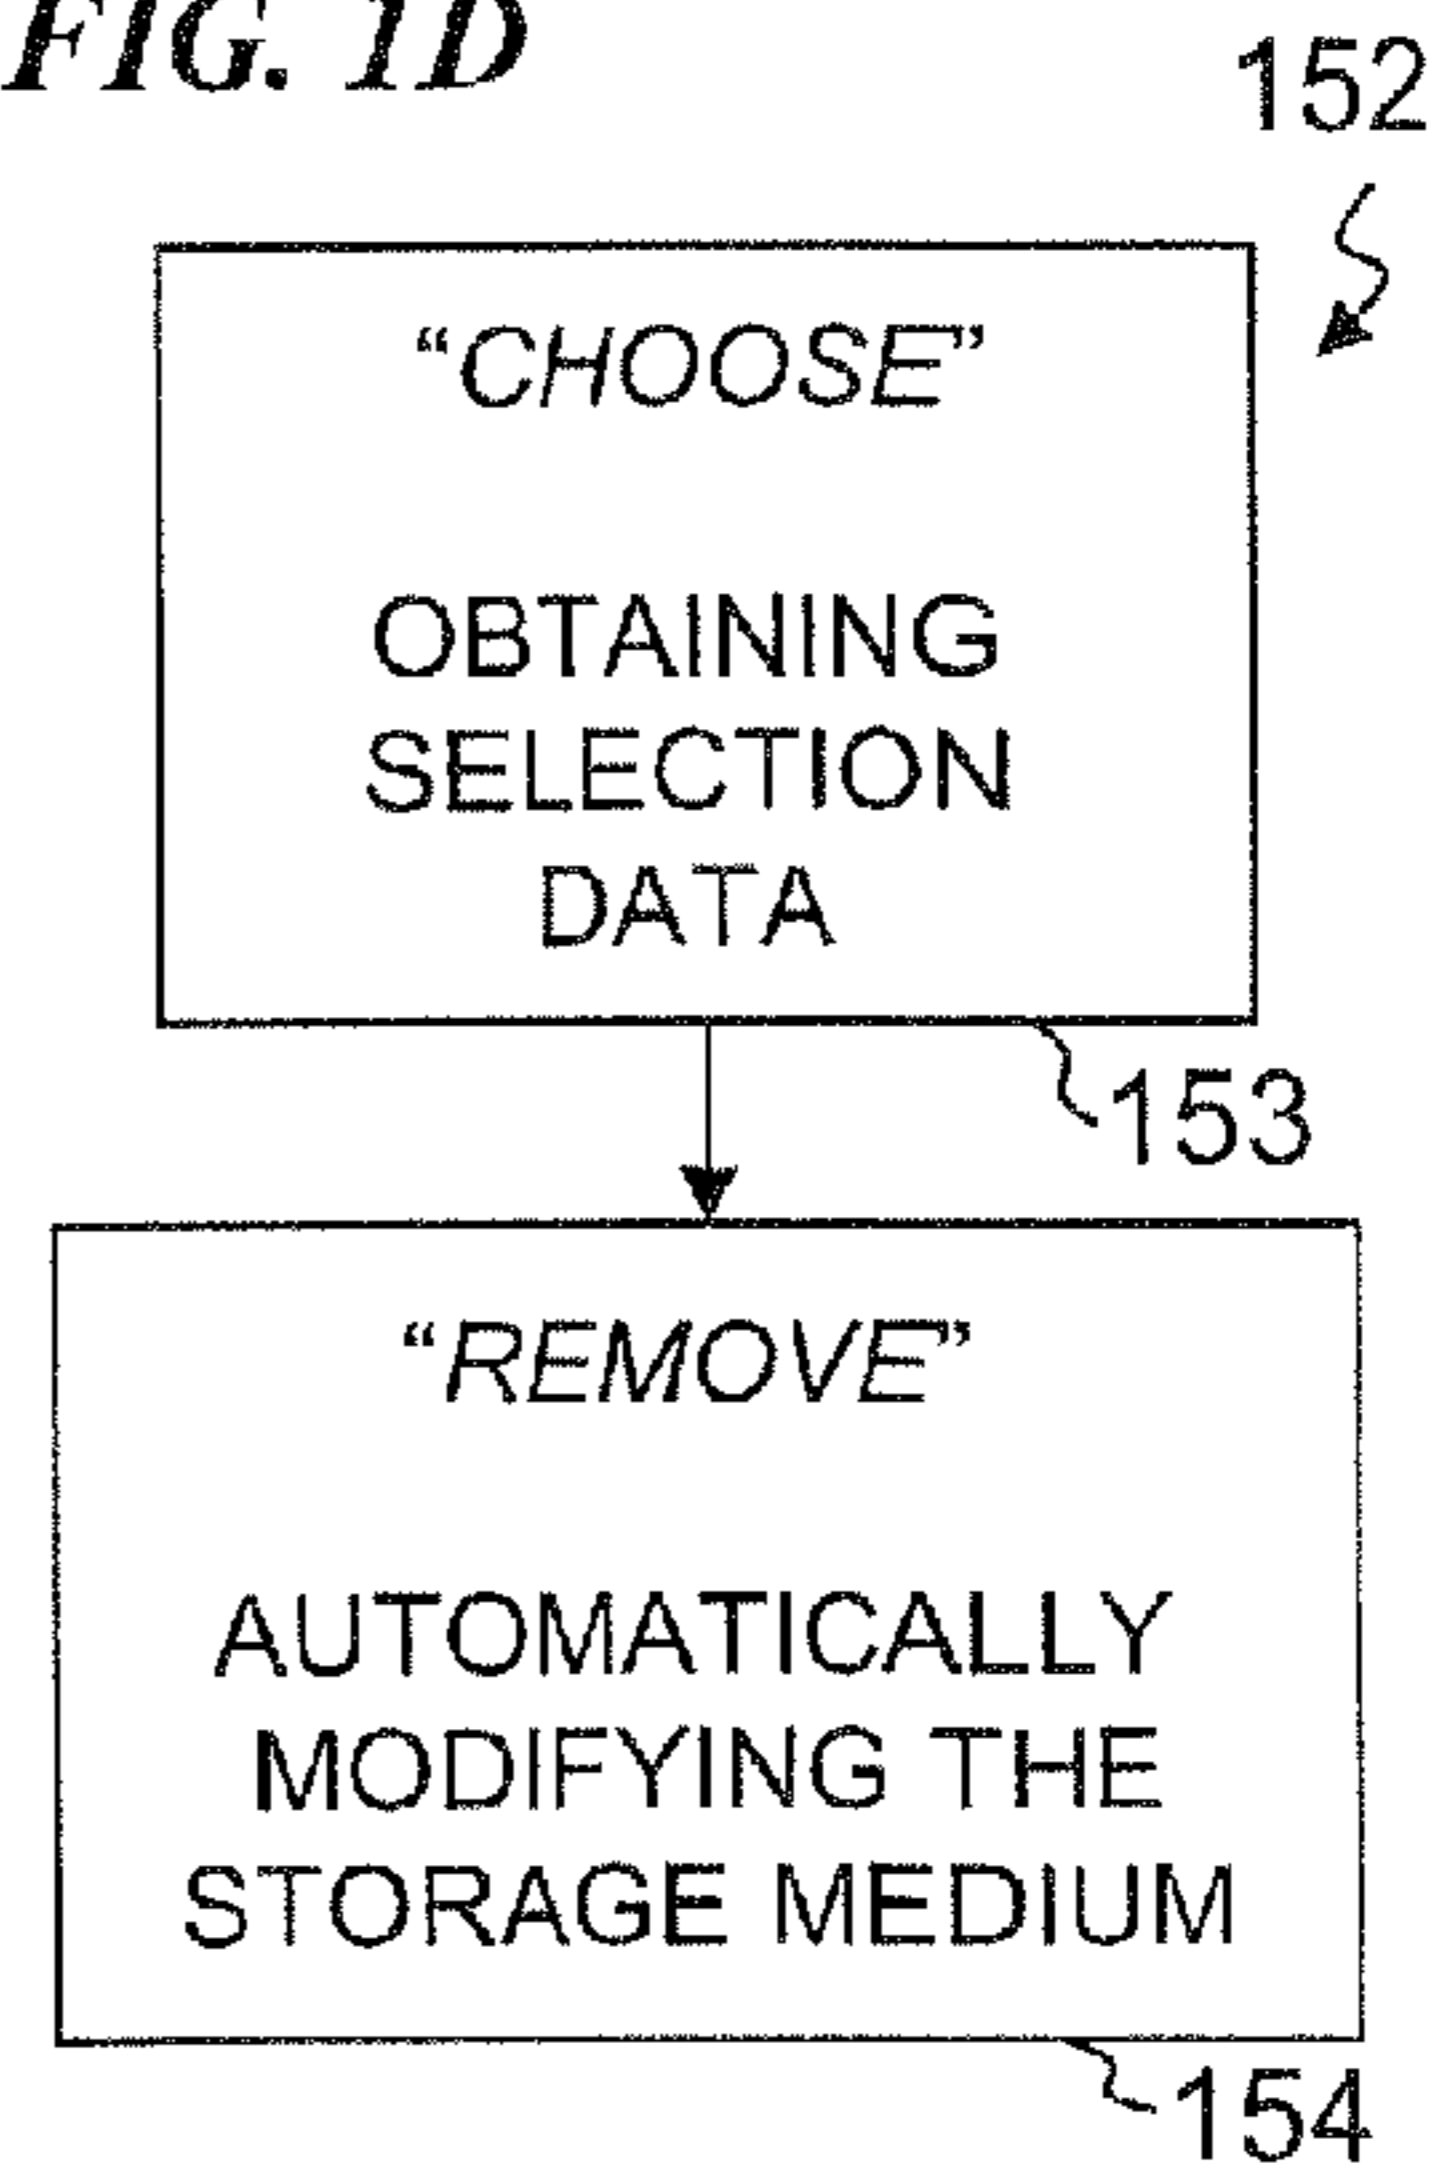 FIG. 1D
152
“CHOOSE”
OBTAINING
SELECTION
DATA
153
“REMOVE”
AUTOMATICALLY
MODIFYING THE
STORAGE MEDIUM
154